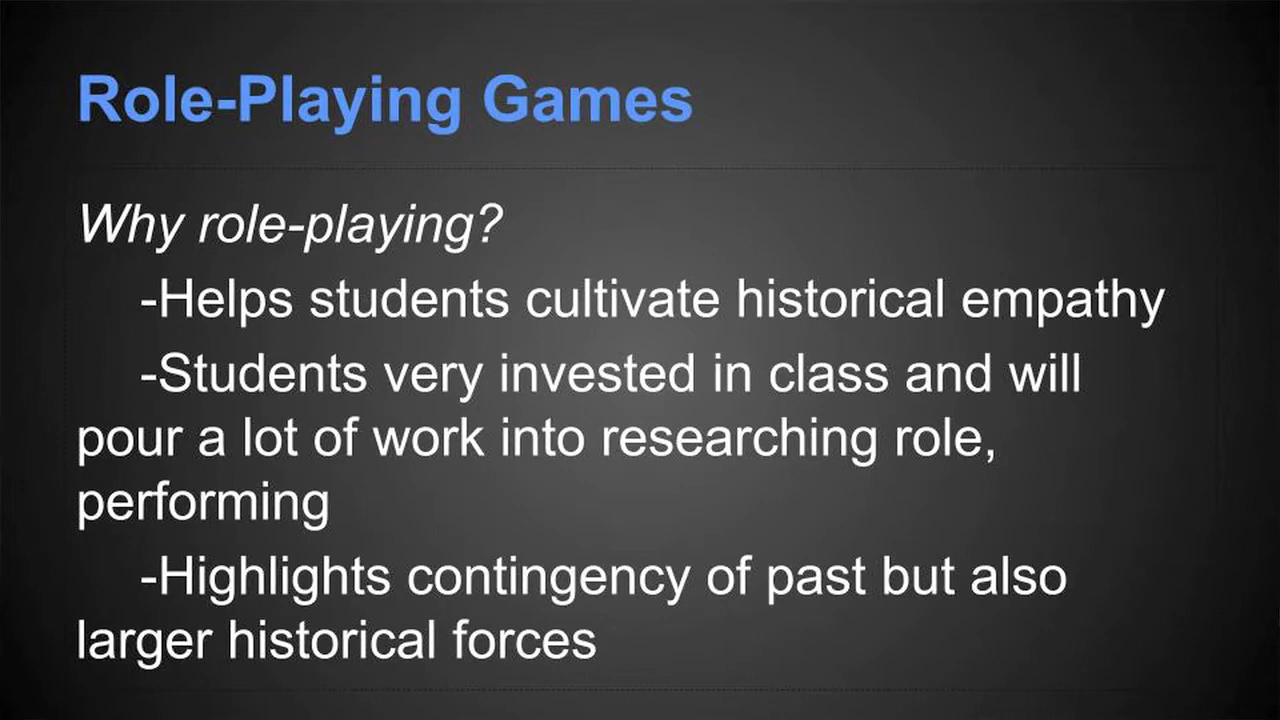 Role-Playing Games
Why role-playing?
-Helps students cultivate historical empathy
-Students very invested in class and will
pour a lot of work into researching role,
performing
-Highlights contingency of past but also
larger historical forces